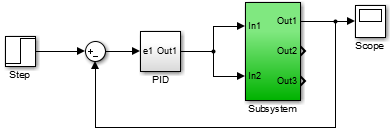 In1 Out1
e1 Out1
Out2
In2
Out3
Scope
Step
PID
Subsystem